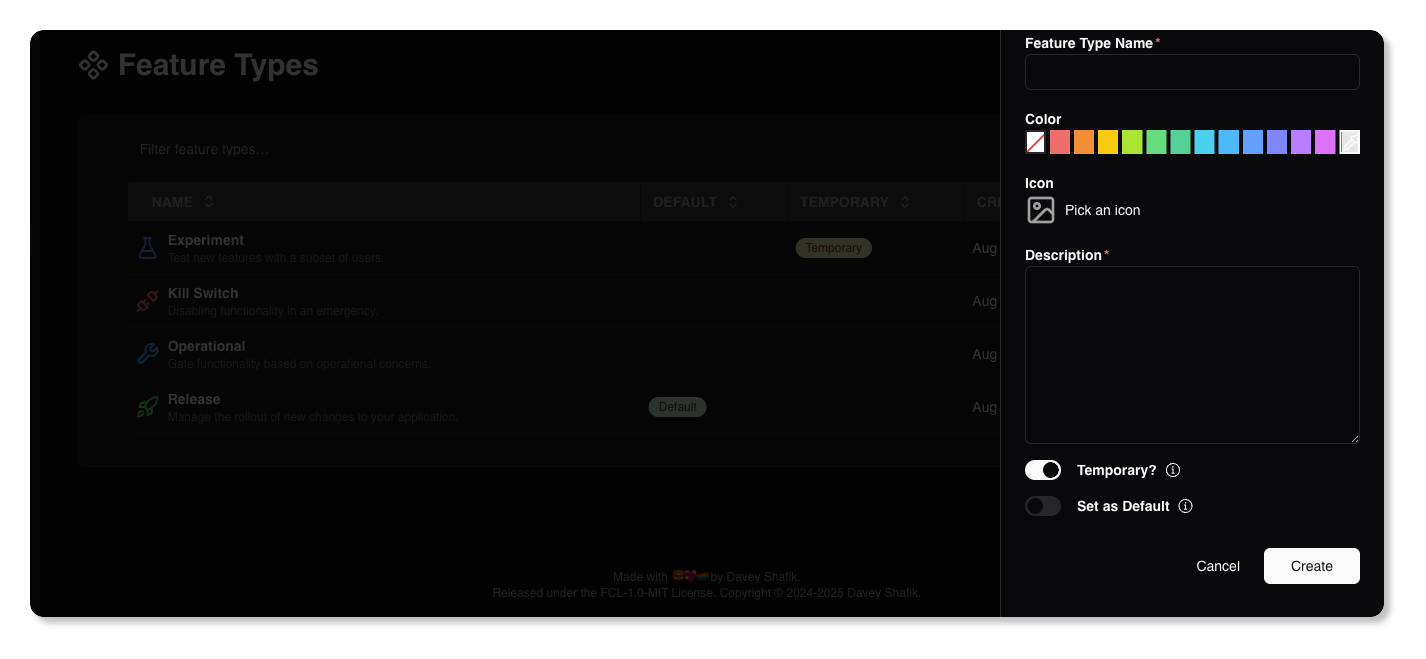 Feature Types
Filter feature types…
NAME DEFAULT TEMPORARY CRE
Experiment
Test new features with a subset of users.
Temporary
Aug
Kill Switch
Disabling functionality in an emergency.
Aug
Operational
Gate functionality based on operational concerns.
Aug
Release
Manage the rollout of new changes to your application.
Default
Aug
Made with 🍔💖🌈 by Davey Shafik.
Released under the FCL-1.0-MIT License. Copyright © 2024-2025 Davey Shafik.
Feature Type Name*
Color
Icon
Pick an icon
Description*
Temporary?
Set as Default
Cancel Create